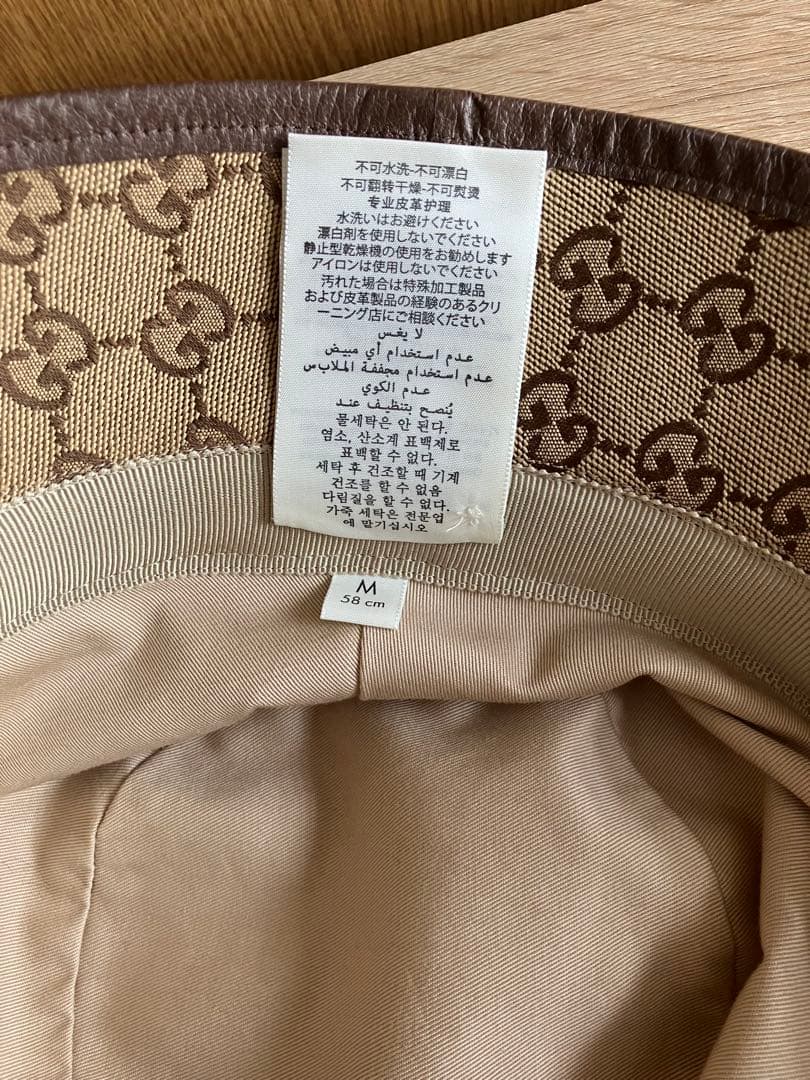 不可水洗-不可漂白
不可翻转干燥-不可熨烫
专业皮革护理
水洗いはお避けください
漂白剤を使用しないでください
静止型乾燥機の使用をお勧めします
アイロンは使用しないでください
汚れた場合は特殊加工製品
および皮革製品の経験のあるクリ
ーニング店にご相談ください
لا يغس
عدم استخدام أي مبيض
عدم استخدام مجففة الملابس
عدم الكوي
يُنصح بتنظيف عند
물세탁은 안 된다.
염소, 산소계 표백제로
표백할 수 없다.
세탁 후 건조할 때 기계
건조를 할 수 없음
다림질을 할 수 없다.
가죽 세탁은 전문업
에 맡기십시오
M
58 cm